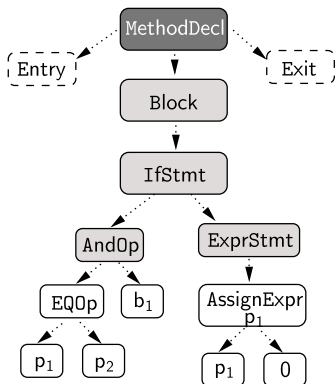 MethodDecl
Entry
Exit
Block
IfStmt
AndOp
ExprStmt
EQOp
b₁
AssignExpr
p₁
p₁
p₂
p₁
0